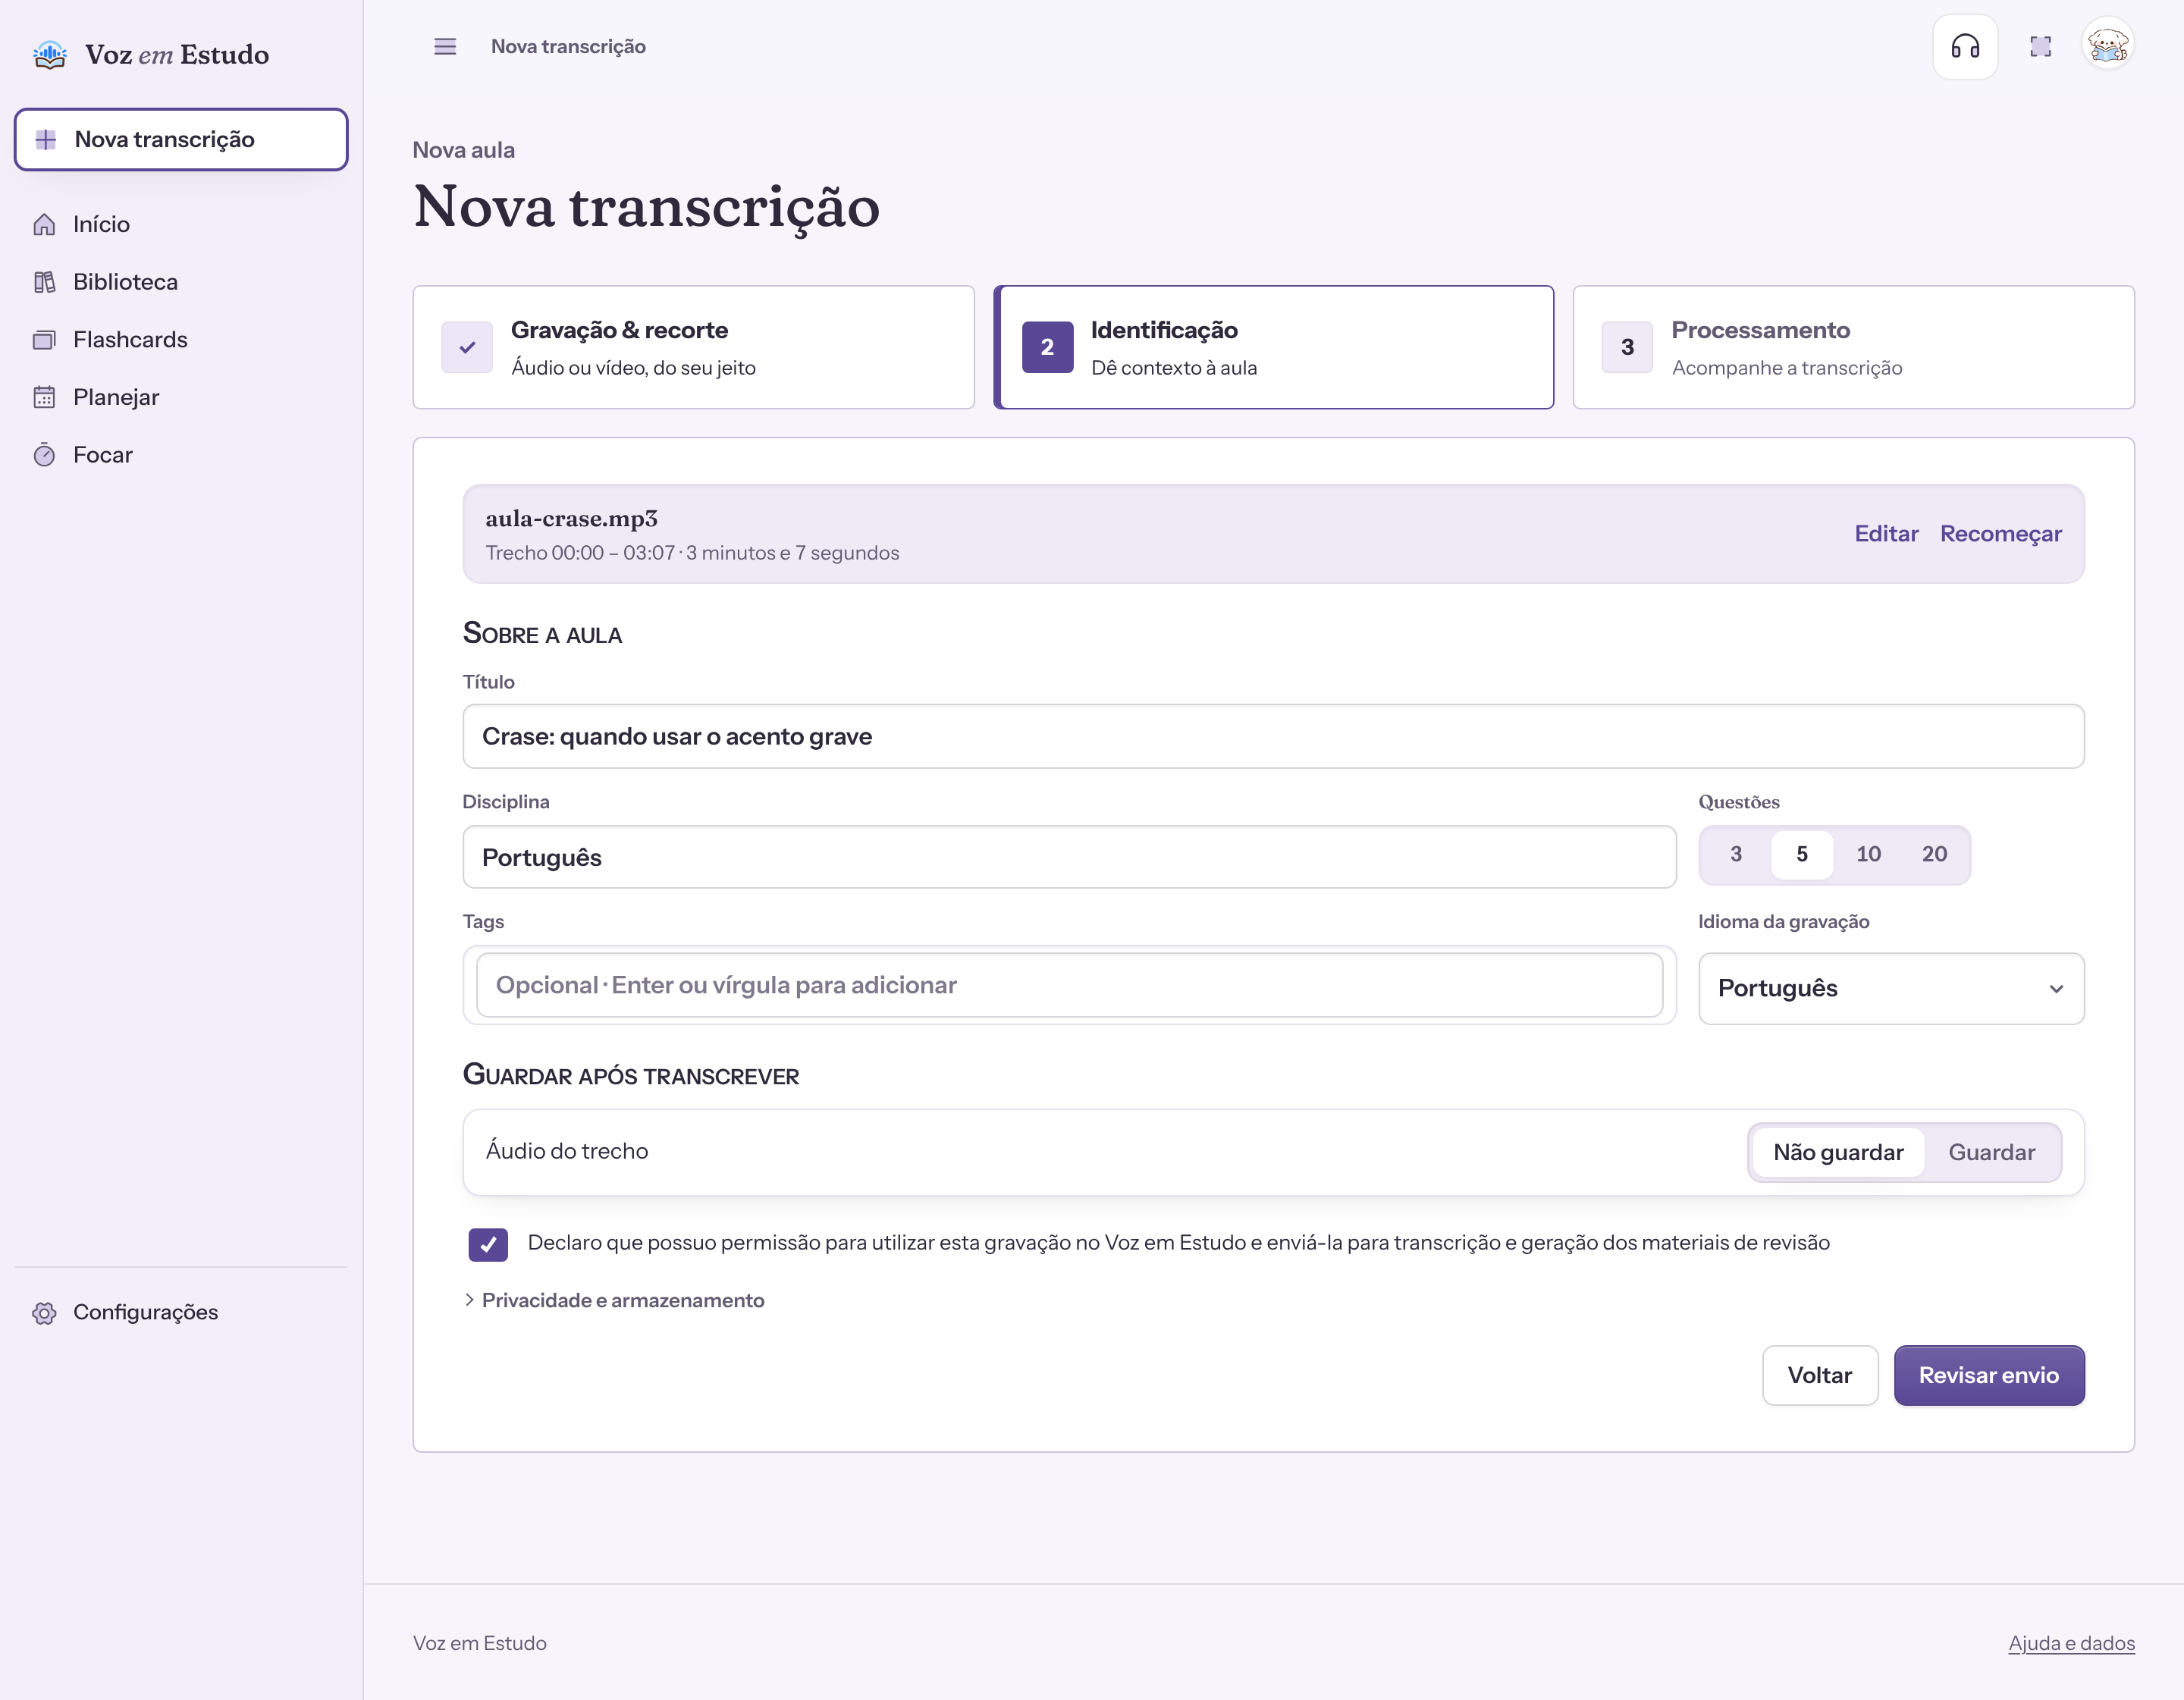 Voz em Estudo
Nova transcrição
Início
Biblioteca
Flashcards
Planejar
Focar
Configurações
Nova transcrição
Nova aula
Nova transcrição
Gravação & recorte
Áudio ou vídeo, do seu jeito
2
Identificação
Dê contexto à aula
3
Processamento
Acompanhe a transcrição
aula-crase.mp3
Trecho 00:00 – 03:07 · 3 minutos e 7 segundos
Editar Recomeçar
Sobre a aula
Título
Crase: quando usar o acento grave
Disciplina
Português
Questões
3 5 10 20
Tags
Opcional · Enter ou vírgula para adicionar
Idioma da gravação
Português
Guardar após transcrever
Áudio do trecho
Não guardar Guardar
Declaro que possuo permissão para utilizar esta gravação no Voz em Estudo e enviá-la para transcrição e geração dos materiais de revisão
Privacidade e armazenamento
Voltar Revisar envio
Voz em Estudo
Ajuda e dados